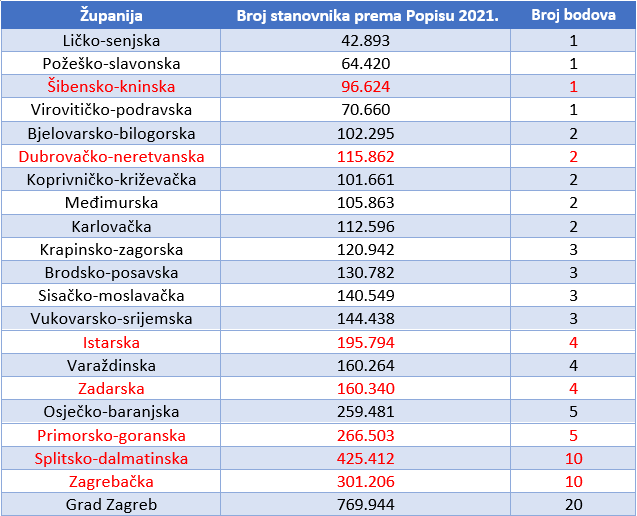 Županija Broj stanovnika prema Popisu 2021. Broj bodova
Ličko-senjska 42.893 1
Požeško-slavonska 64.420 1
Šibensko-kninska 96.624 1
Virovitičko-podravska 70.660 1
Bjelovarsko-bilogorska 102.295 2
Dubrovačko-neretvanska 115.862 2
Koprivničko-križevačka 101.661 2
Međimurska 105.863 2
Karlovačka 112.596 2
Krapinsko-zagorska 120.942 3
Brodsko-posavska 130.782 3
Sisačko-moslavačka 140.549 3
Vukovarsko-srijemska 144.438 3
Istarska 195.794 4
Varaždinska 160.264 4
Zadarska 160.340 4
Osječko-baranjska 259.481 5
Primorsko-goranska 266.503 5
Splitsko-dalmatinska 425.412 10
Zagrebačka 301.206 10
Grad Zagreb 769.944 20